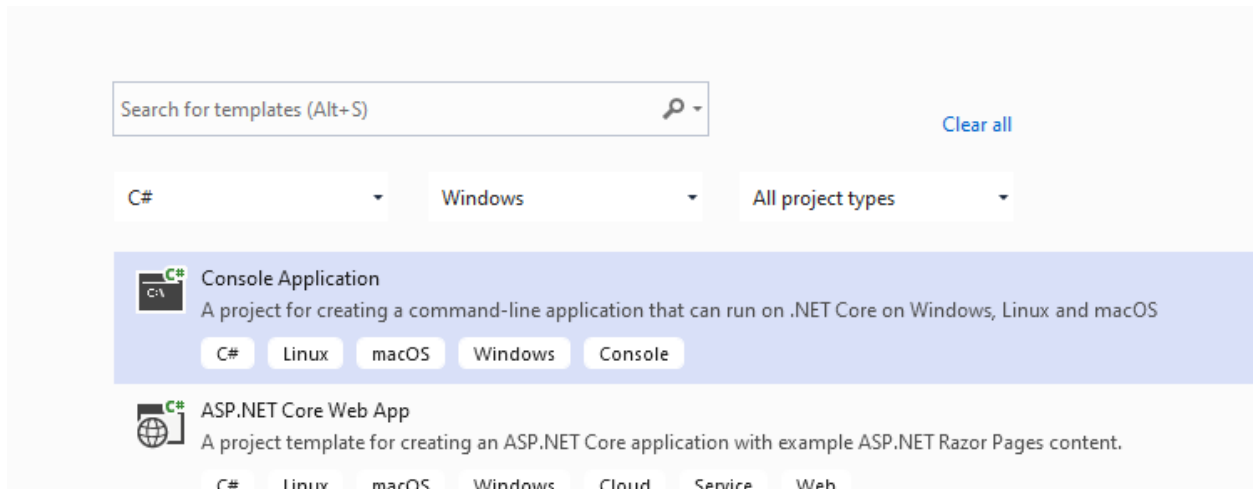 Search for templates (Alt+S)
Clear all
C# Windows All project types
C#
C:\
Console Application
A project for creating a command-line application that can run on .NET Core on Windows, Linux and macOS
C# Linux macOS Windows Console
C#
ASP.NET Core Web App
A project template for creating an ASP.NET Core application with example ASP.NET Razor Pages content.
C# Linux macOS Windows Cloud Service Web